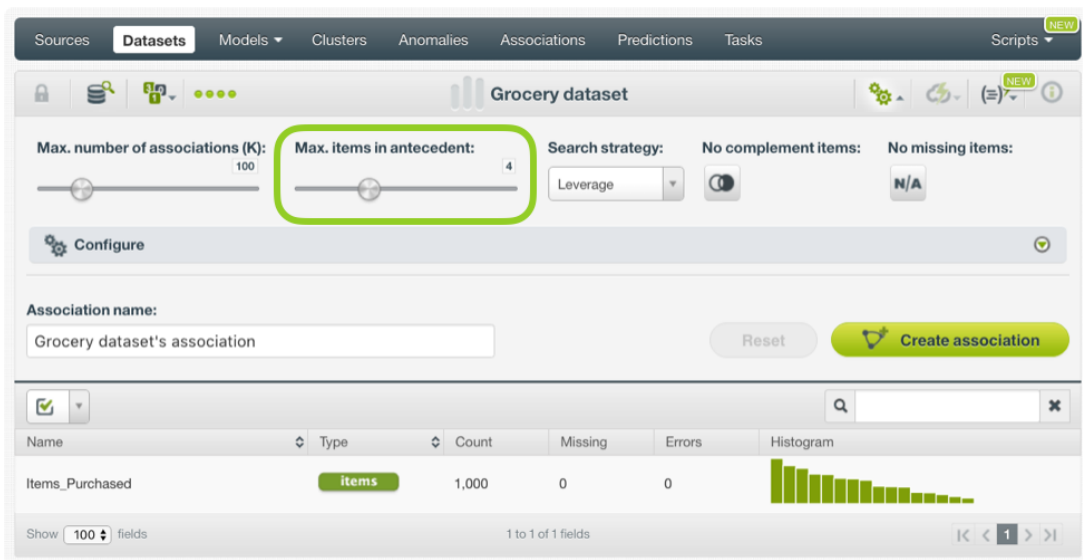 NEW
Sources Datasets Models Clusters Anomalies Associations Predictions Tasks Scripts
NEW
Grocery dataset
Max. number of associations (K): Max. items in antecedent: Search strategy: No complement items: No missing items:
100 4
Leverage N/A
Configure
Association name:
Grocery dataset's association Reset Create association
Name Type Count Missing Errors Histogram
Items_Purchased items 1,000 0 0
Show 100 fields 1 to 1 of 1 fields 1